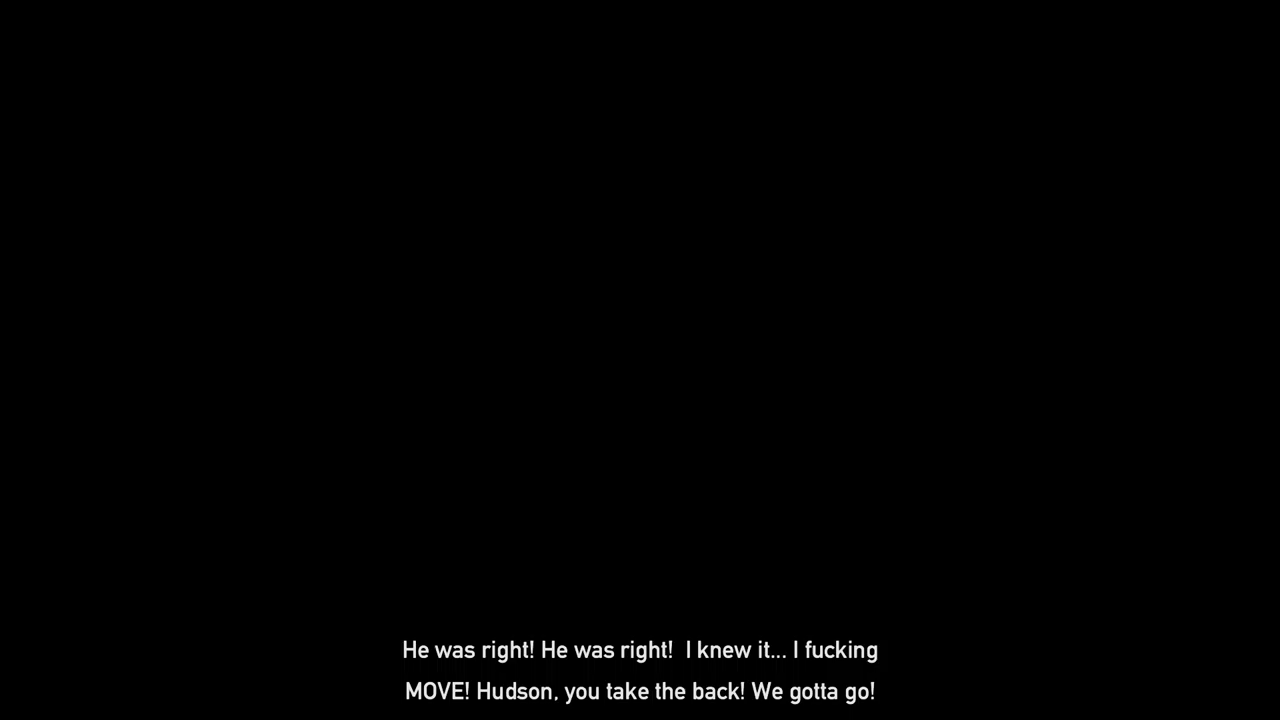 He was right! He was right!  I knew it... I fucking
MOVE! Hudson, you take the back! We gotta go!